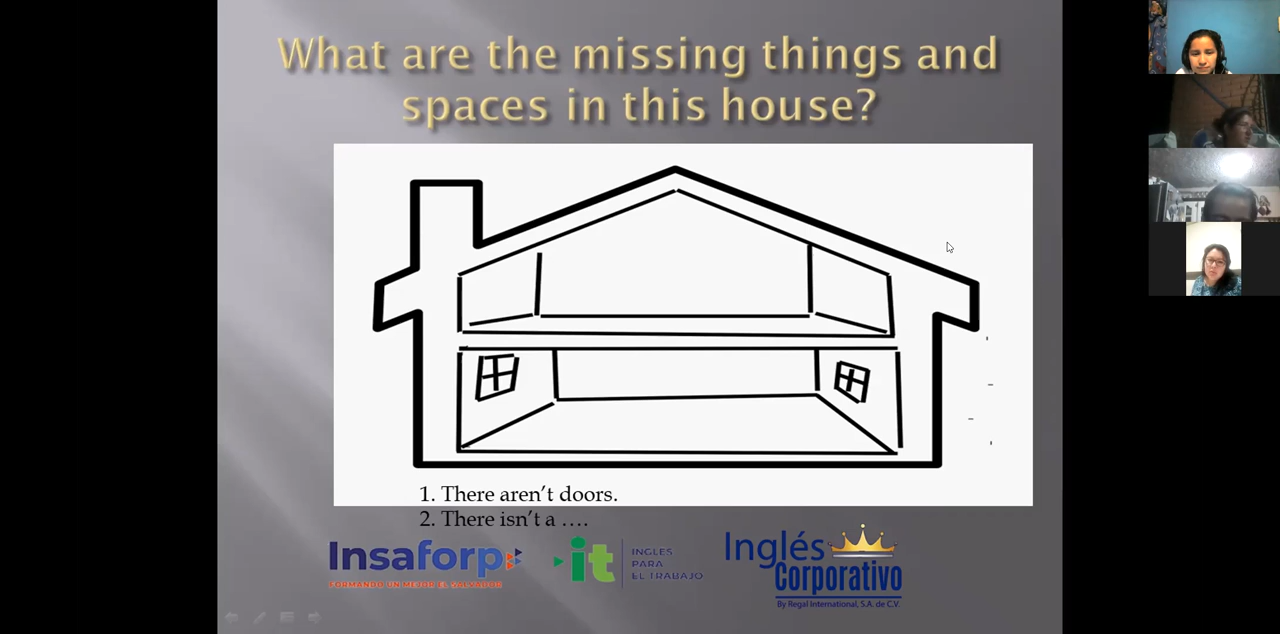 What are the missing things and
spaces in this house?
1. There aren't doors.
2. There isn't a ....
Insaforp
FORMANDO UN MEJOR EL SALVADOR
it
INGLES
PARA
EL TRABAJO
Inglés
Corporativo
By Regal International, S.A. de C.V.